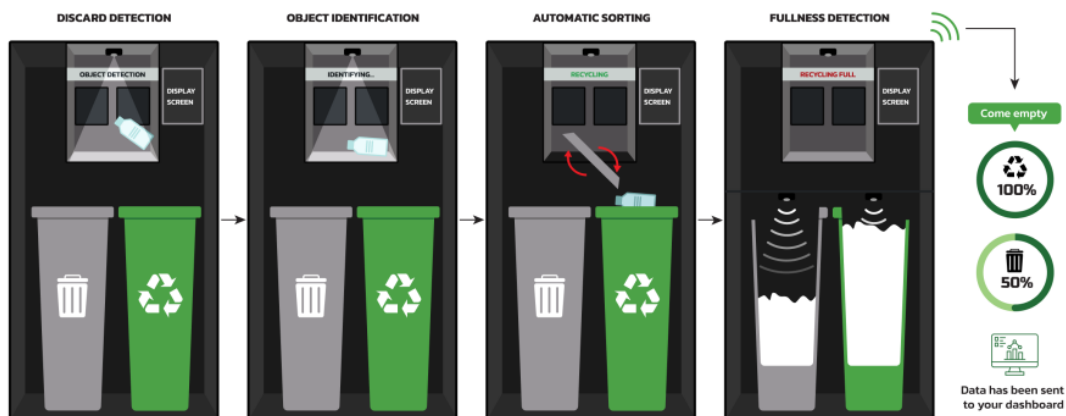 DISCARD DETECTION
OBJECT IDENTIFICATION
AUTOMATIC SORTING
FULLNESS DETECTION
OBJECT DETECTION
DISPLAY
SCREEN
IDENTIFYING...
DISPLAY
SCREEN
RECYCLING
DISPLAY
SCREEN
RECYCLING FULL
DISPLAY
SCREEN
Come empty
100%
50%
Data has been sent
to your dashboard